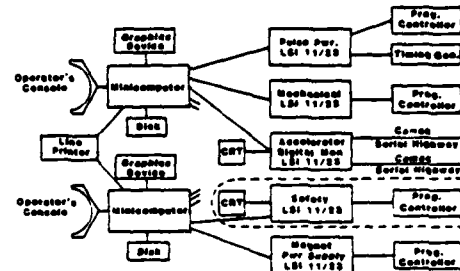 Prog.
Controller
Graphics
Device
Pulse Pwr.
LSI 11/23
Timing Gen.
Operator's
Console
Minicomputer
Mechanical
LSI 11/23
Prog.
Controller
Disk
Line
Printer
CRT
Accelerator
Digital Mon
LSI 11/23
Camac
Serial Highway
Camac
Serial Highway
Graphics
Device
Operator's
Console
Minicomputer
CRT
Safety
LSI 11/23
Prog.
Controller
Disk
Magnet
Pwr Supply
LSI 11/23
Prog.
Controller